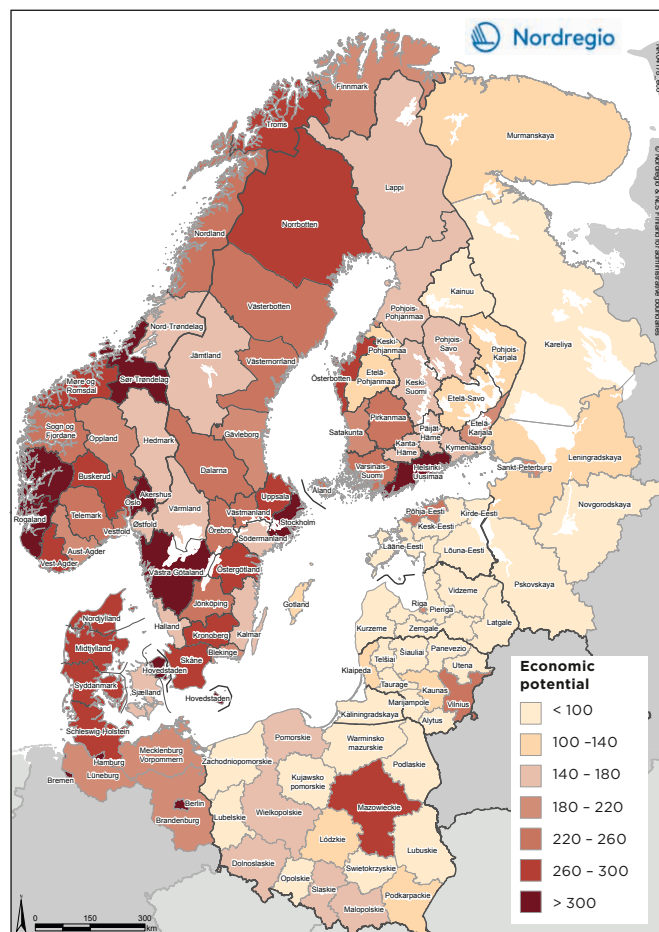 Nordregio
© Nordregio & NLS Finland for administrative boundaries
Finnmark
Troms
Murmanskaya
Lappi
Norrbotten
Nordland
Kainuu
Västerbotten
Pohjois-
Pohjanmaa
Nord-Trøndelag
Kareliya
Jämtland
Keski-
Pohjanmaa
Pohjois-
Savo
Pohjois-
Karjala
Västernorrland
Österbotten
Etelä-
Pohjanmaa
Sør-Trøndelag
Møre og
Romsdal
Keski-
Suomi
Etelä-Savo
Sogn og
Fjordane
Oppland
Hedmark
Gävleborg
Satakunta
Pirkanmaa
Päijät-
Häme
Etelä-
Karjala
Kanta-
Häme
Kymenlaakso
Leningradskaya
Dalarna
Varsinais-
Suomi
Helsinki-
Uusimaa
Sankt-Peterburg
Buskerud
Akershus
Oslo
Uppsala
Åland
Värmland
Västmanland
Stockholm
Novgorodskaya
Rogaland
Telemark
Østfold
Vestfold
Örebro
Södermanland
Põhja-Eesti
Kesk-Eesti
Kirde-Eesti
Aust-Agder
Vest-Agder
Västra Götaland
Östergötland
Lääne-Eesti
Lõuna-Eesti
Pskovskaya
Jönköping
Gotland
Vidzeme
Nordjylland
Halland
Kronoberg
Kalmar
Riga
Pieriga
Latgale
Midtjylland
Blekinge
Kurzeme
Zemgale
Skåne
Hovedstaden
Šiauliai
Panevezio
Syddanmark
Sjælland
Hovedstaden
Klaipeda
Telšiai
Utena
Taurage
Kaunas
Vilnius
Marijampole
Alytus
Kaliningradskaya
Schleswig-Holstein
Hamburg
Mecklenburg
Vorpommern
Pomorskie
Warminsko
mazurskie
Zachodniopomorskie
Podlaskie
Bremen
Lüneburg
Kujawsko
pomorskie
Berlin
Mazowieckie
Brandenburg
Lubelskie
Wielkopolskie
Lódzkie
Lubuskie
Dolnoslaskie
Swietokrzyskie
Opolskie
Slaskie
Podkarpackie
Malopolskie
Economic
potential
< 100
100 –140
140 – 180
180 – 220
220 – 260
260 – 300
> 300
0 150 300
km